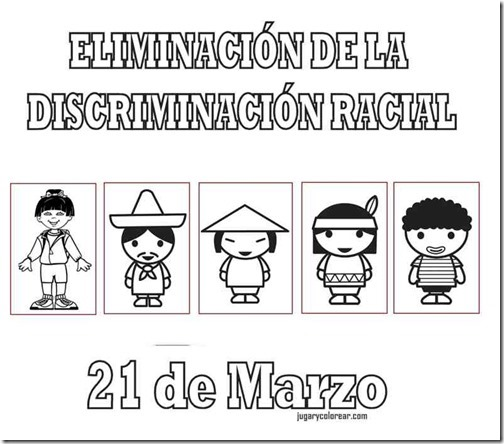 ELIMINACIÓN DE LA
DISCRIMINACIÓN RACIAL
21 de Marzo
jugarycolorear.com